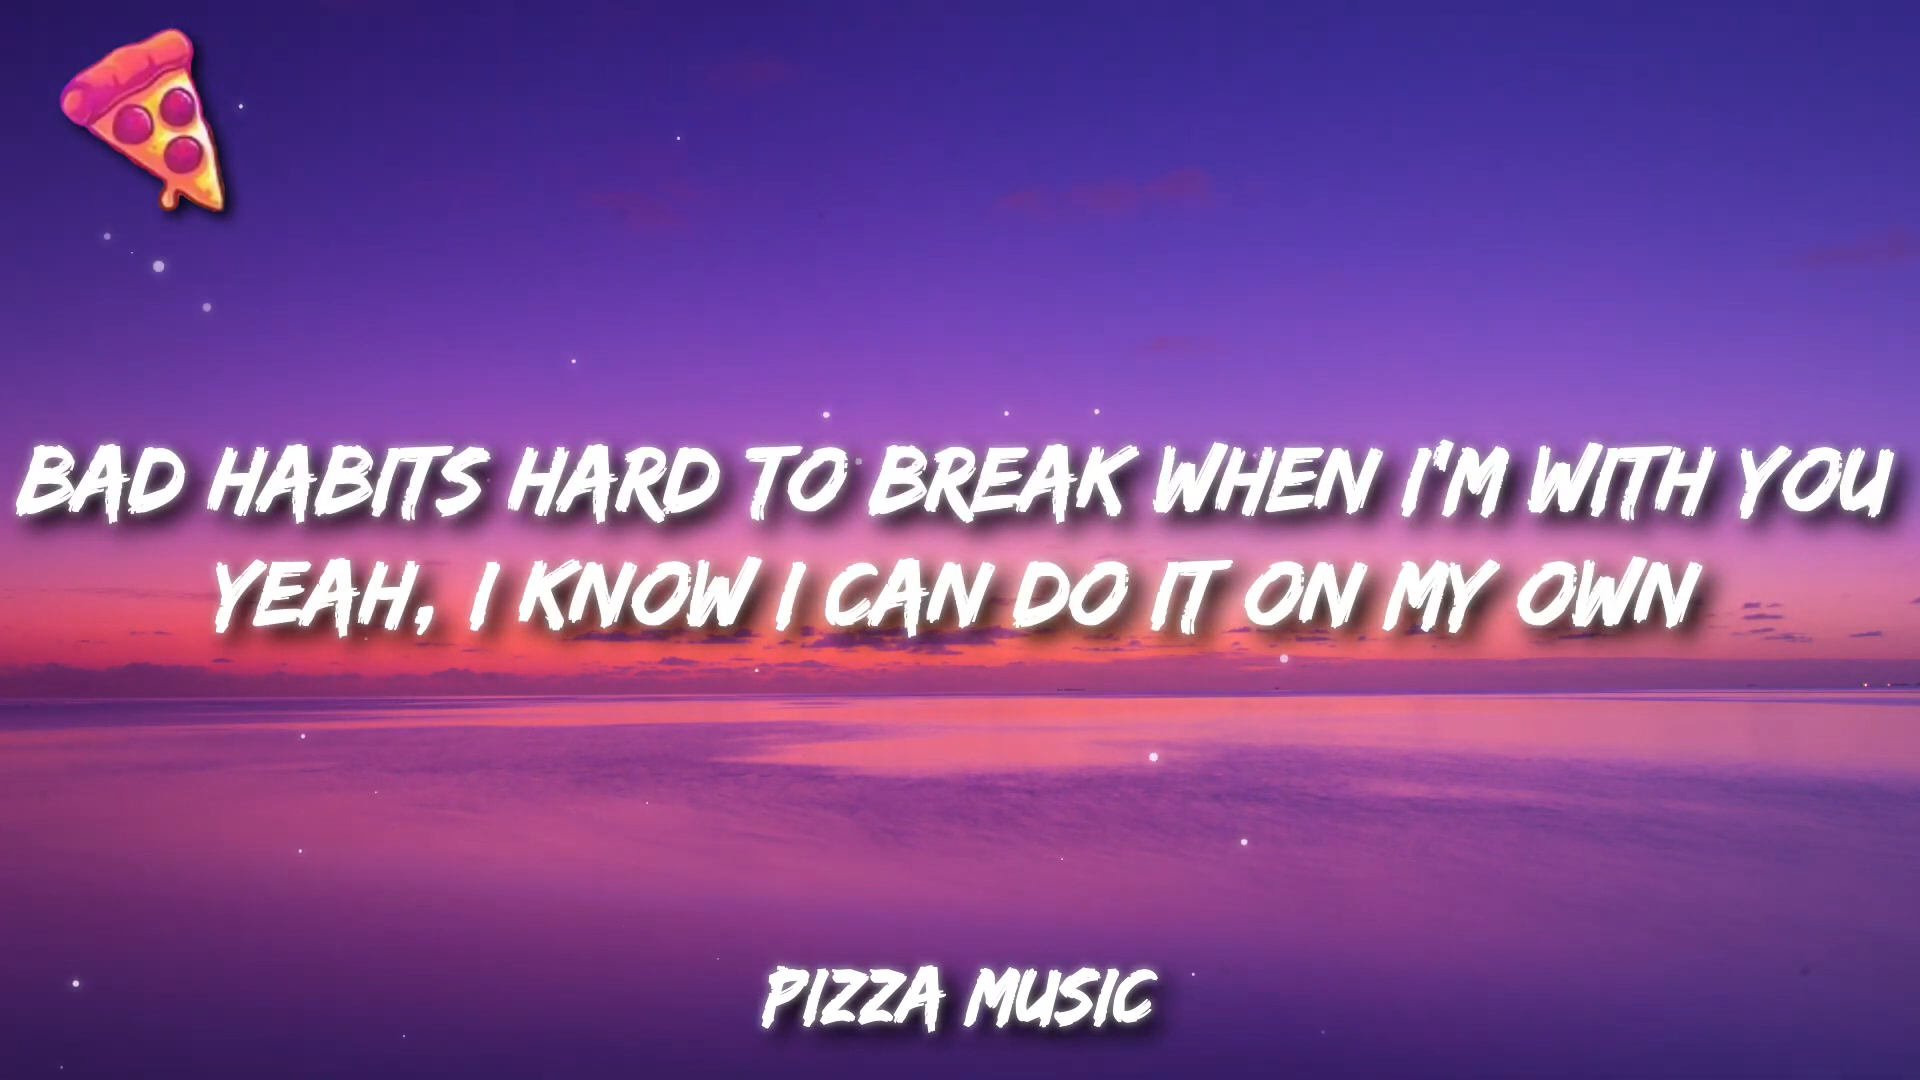 BAD HABITS HARD TO BREAK WHEN I'M WITH YOU
YEAH, I KNOW I CAN DO IT ON MY OWN
PIZZA MUSIC